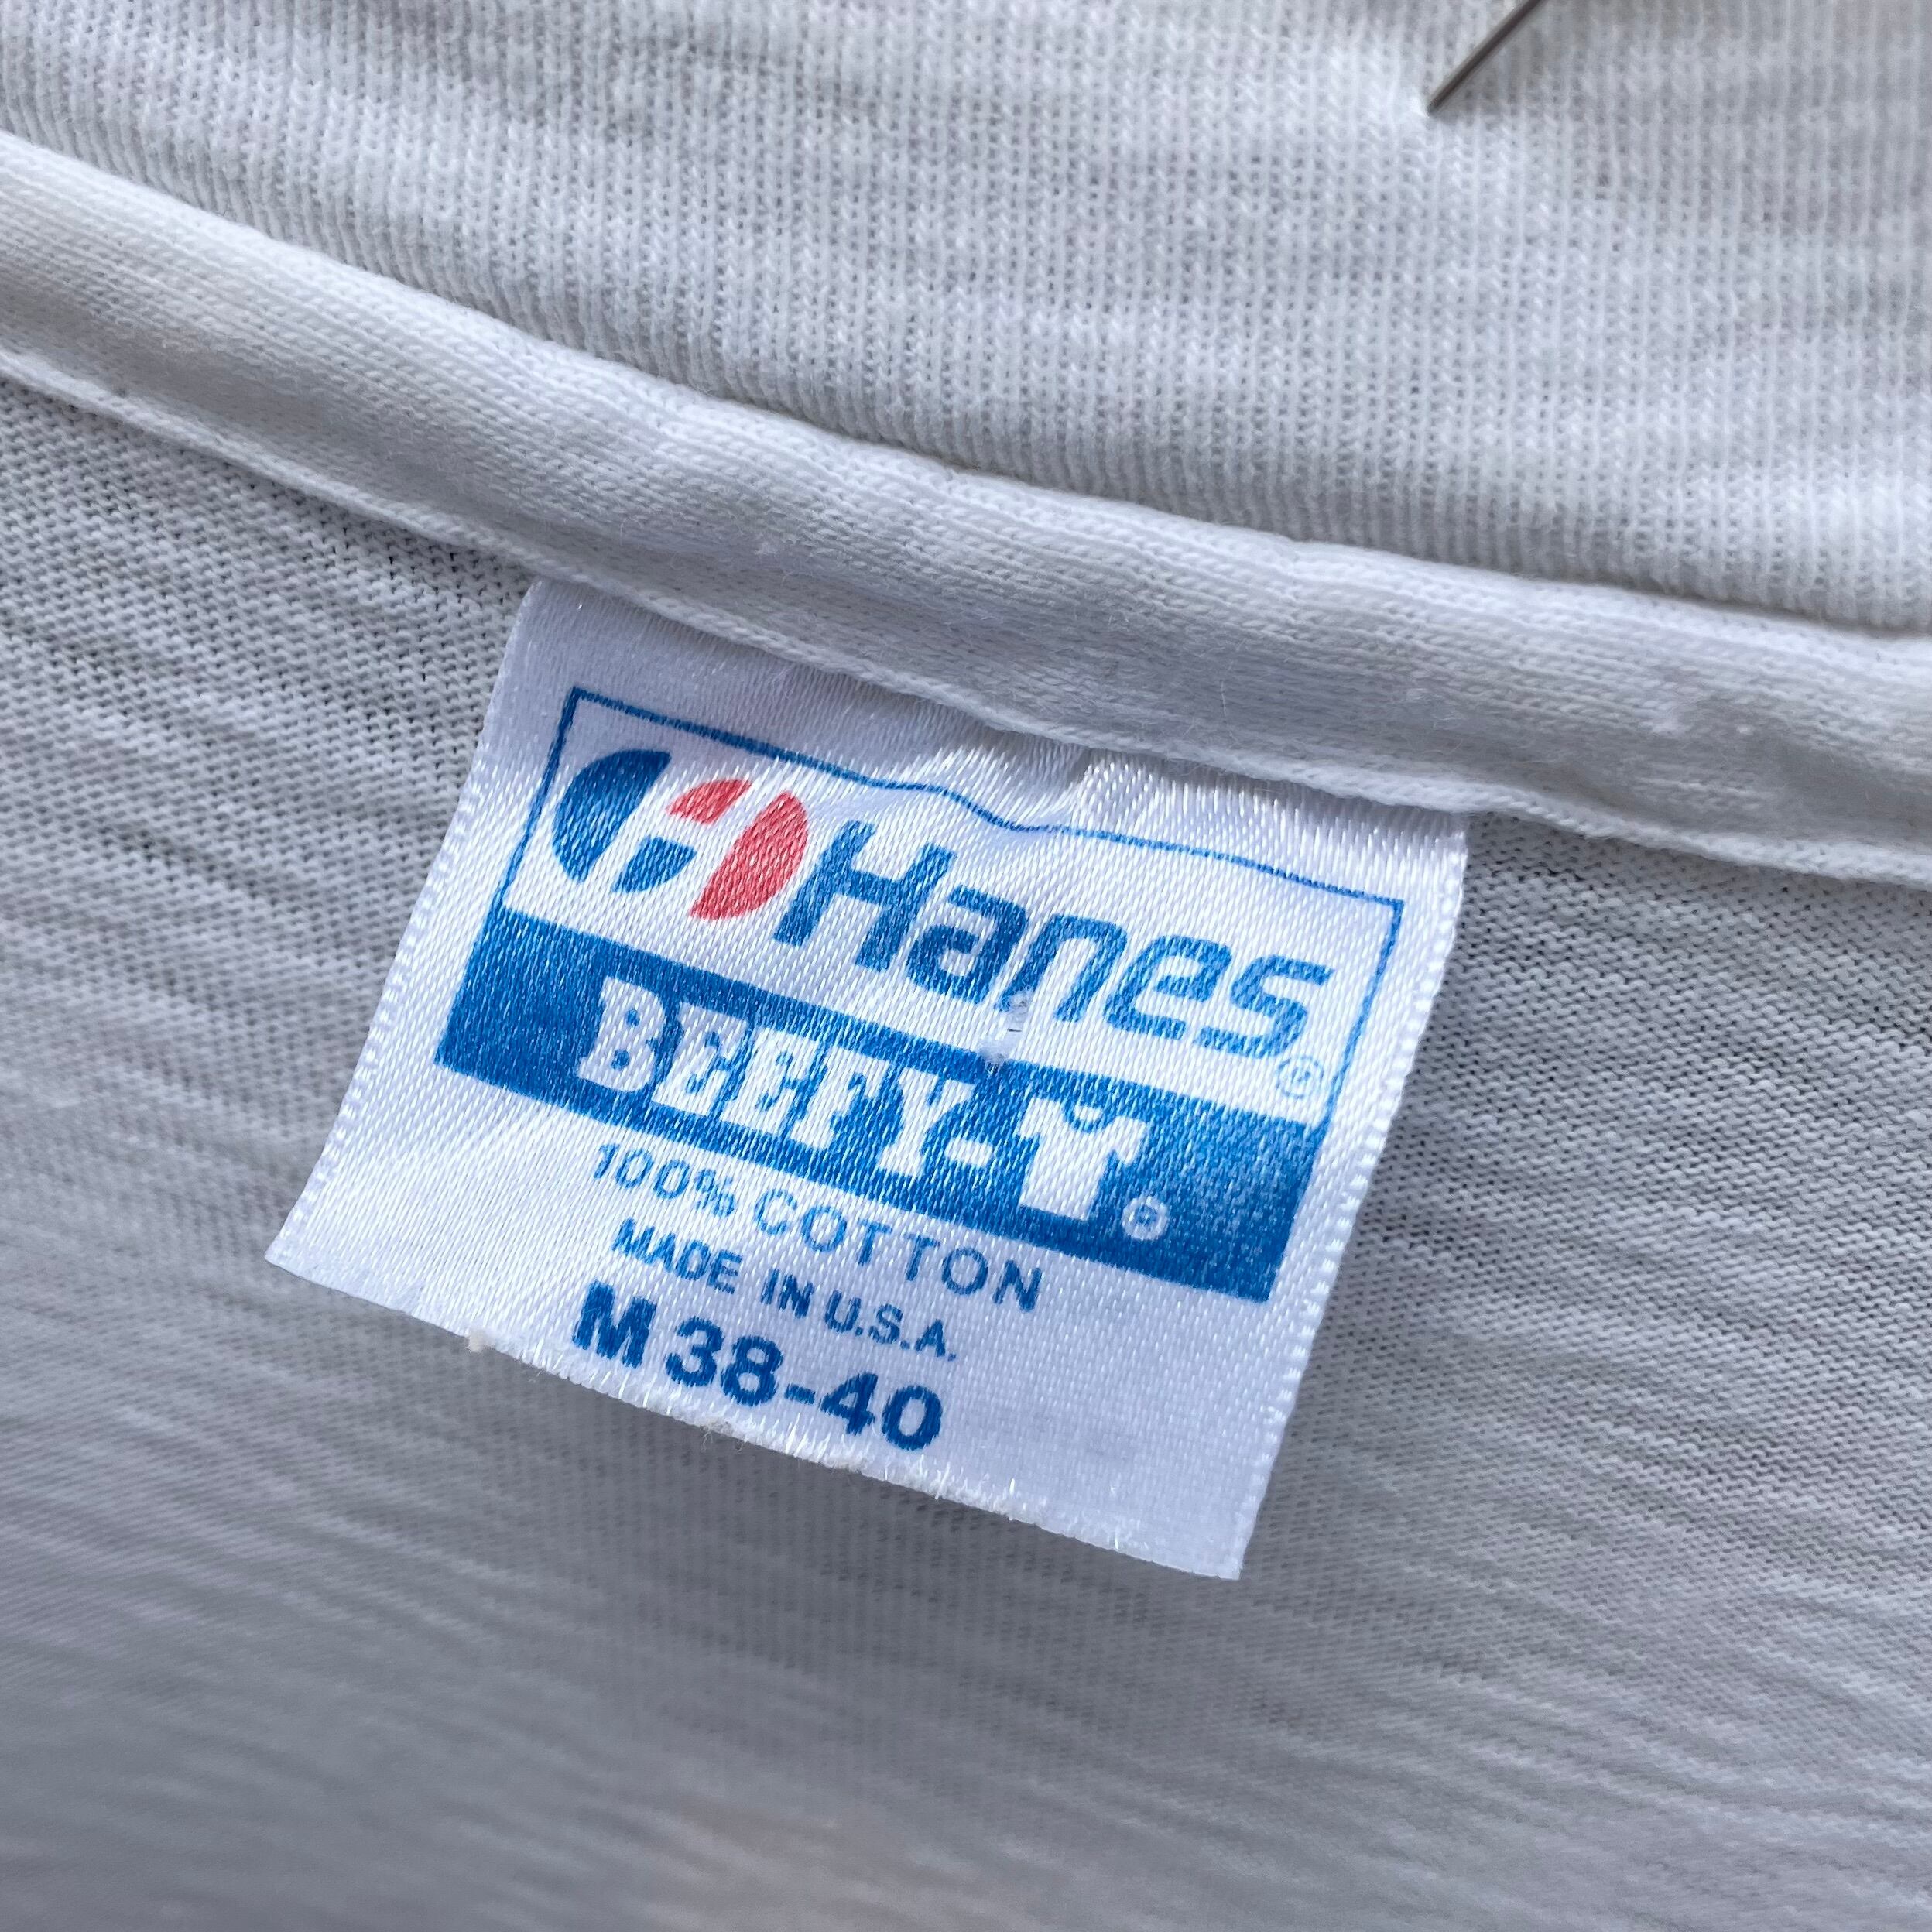 Hanes®
BEEFY-T®
100% COTTON
MADE IN U.S.A.
M 38-40